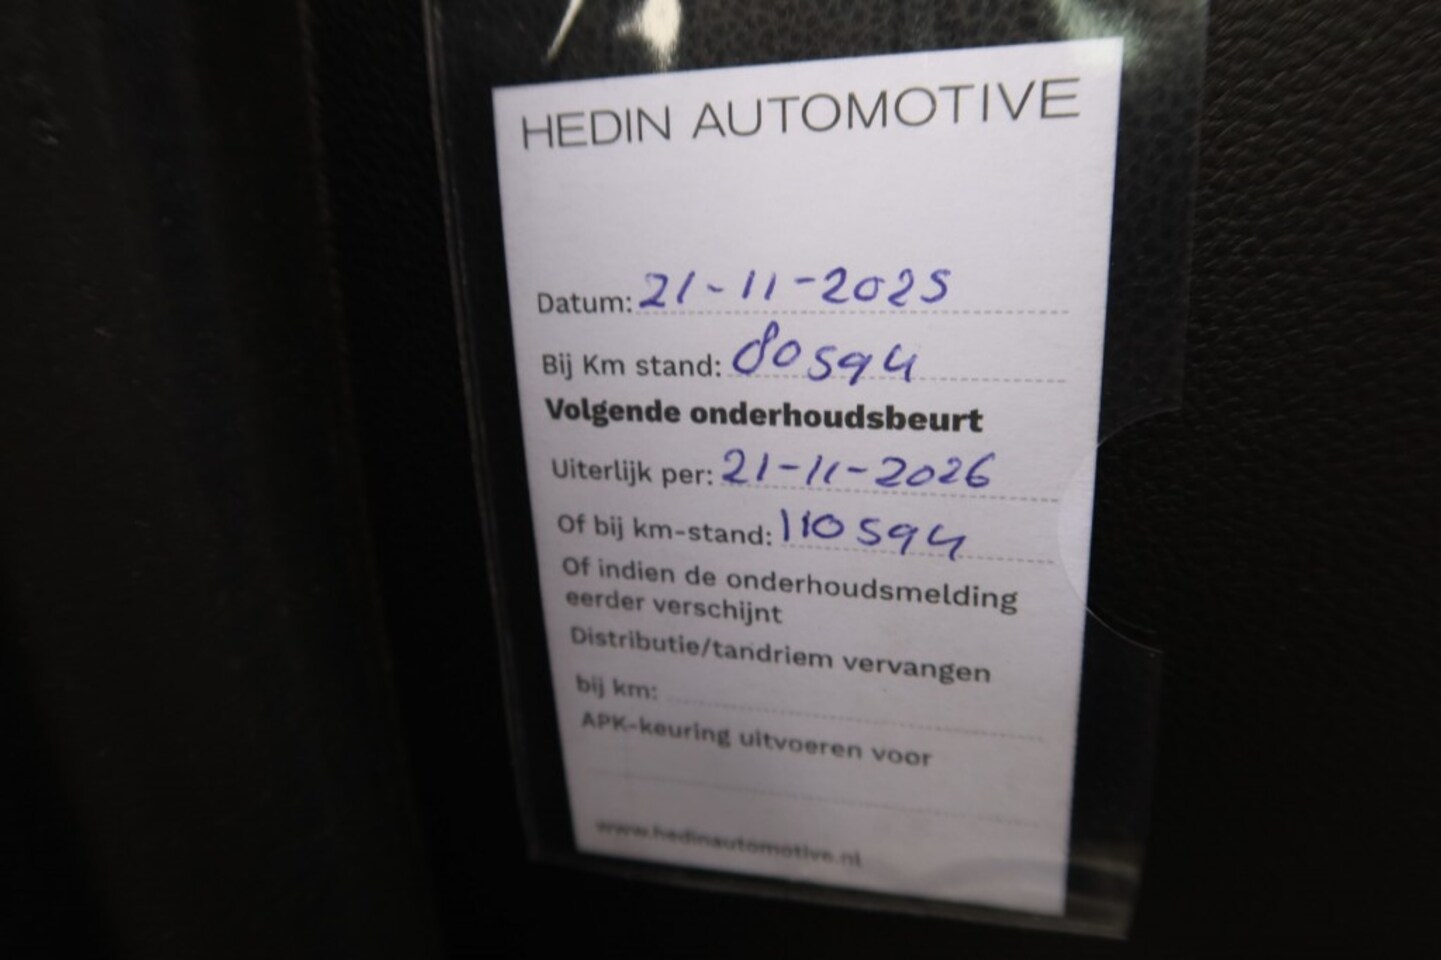 HEDIN AUTOMOTIVE
Datum: 21-11-2025
Bij Km stand: 80594
Volgende onderhoudsbeurt
Uiterlijk per: 21-11-2026
Of bij km-stand: 110594
Of indien de onderhoudsmelding
eerder verschijnt
Distributie/tandriem vervangen
bij km:
APK-keuring uitvoeren voor
www.hedinautomotive.nl